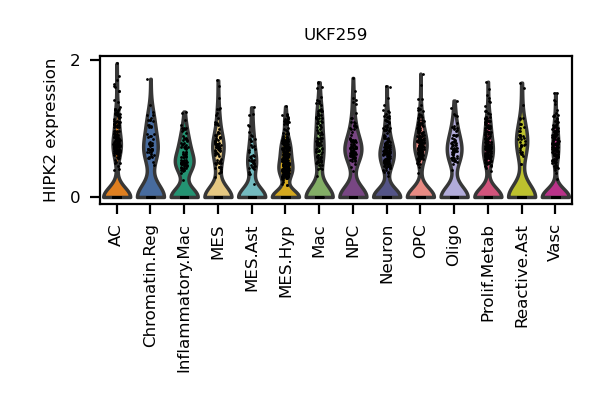 UKF259
HIPK2 expression
2
0
AC
Chromatin.Reg
Inflammatory.Mac
MES
MES.Ast
MES.Hyp
Mac
NPC
Neuron
OPC
Oligo
Prolif.Metab
Reactive.Ast
Vasc